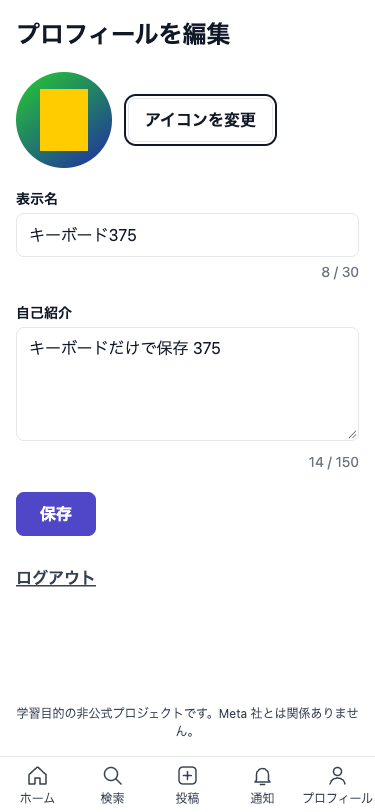 プロフィールを編集
アイコンを変更
表示名
キーボード375
8 / 30
自己紹介
キーボードだけで保存 375
14 / 150
保存
ログアウト
学習目的の非公式プロジェクトです。Meta 社とは関係ありませ
ん。
ホーム
検索
投稿
通知
プロフィール